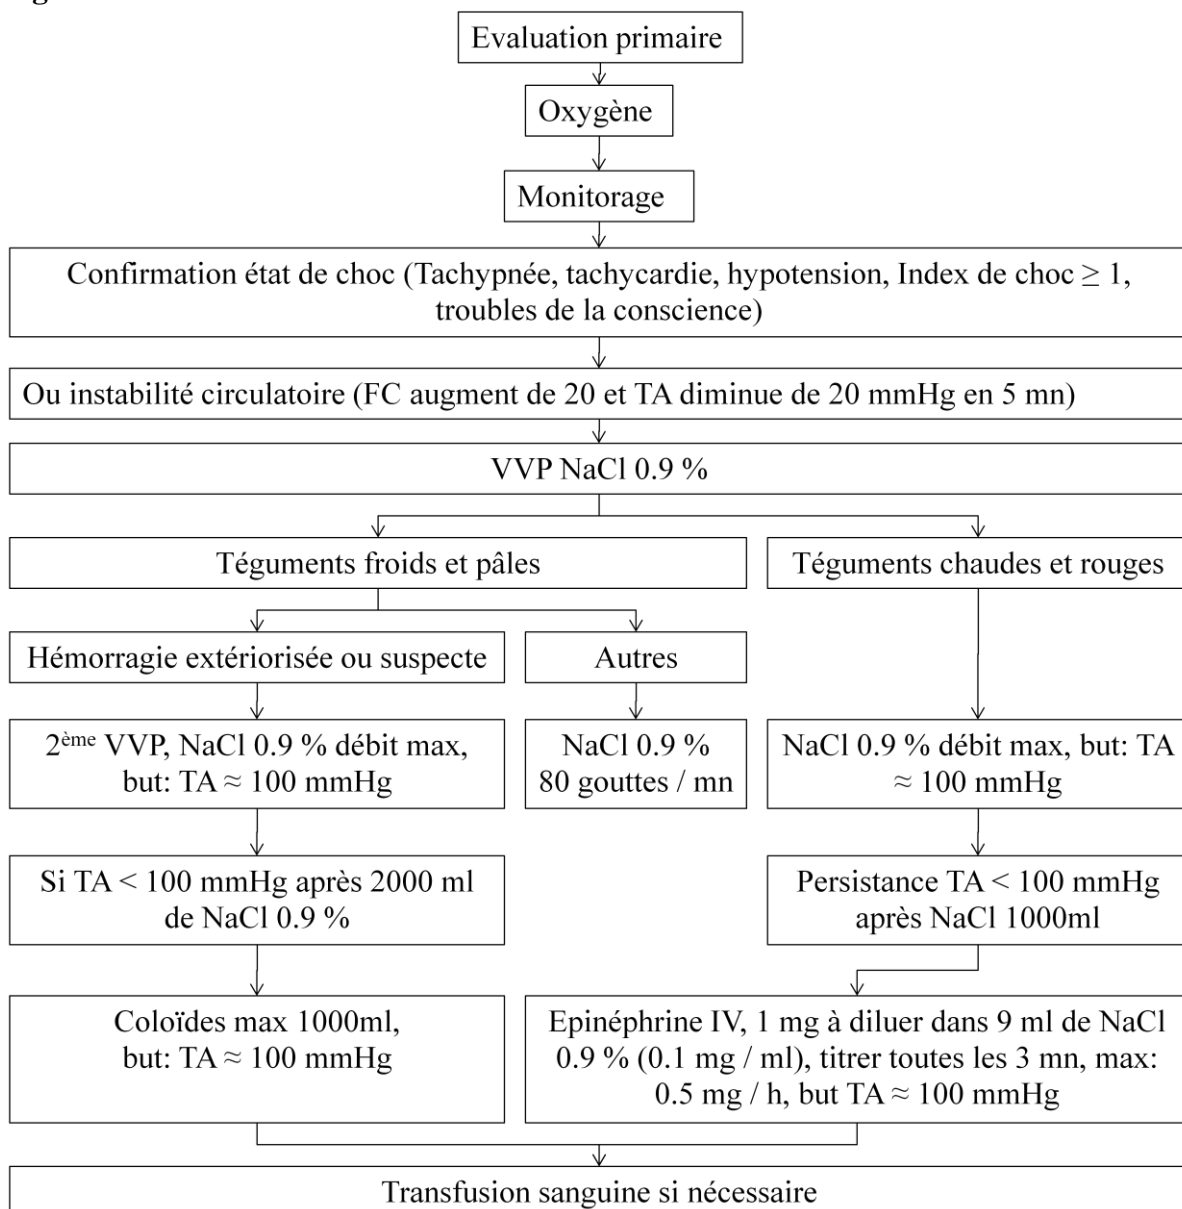 Evaluation primaire
Oxygène
Monitorage
Confirmation état de choc (Tachypnée, tachycardie, hypotension, Index de choc ≥ 1,
troubles de la conscience)
Ou instabilité circulatoire (FC augment de 20 et TA diminue de 20 mmHg en 5 mn)
VVP NaCl 0.9 %
Téguments froids et pâles
Téguments chaudes et rouges
Hémorragie extériorisée ou suspecte
Autres
2ème VVP, NaCl 0.9 % débit max,
but: TA ≈ 100 mmHg
NaCl 0.9 %
80 gouttes / mn
NaCl 0.9 % débit max, but: TA
≈ 100 mmHg
Si TA < 100 mmHg après 2000 ml
de NaCl 0.9 %
Persistance TA < 100 mmHg
après NaCl 1000ml
Coloïdes max 1000ml,
but: TA ≈ 100 mmHg
Epinéphrine IV, 1 mg à diluer dans 9 ml de NaCl
0.9 % (0.1 mg / ml), titrer toutes les 3 mn, max:
0.5 mg / h, but TA ≈ 100 mmHg
Transfusion sanguine si nécessaire